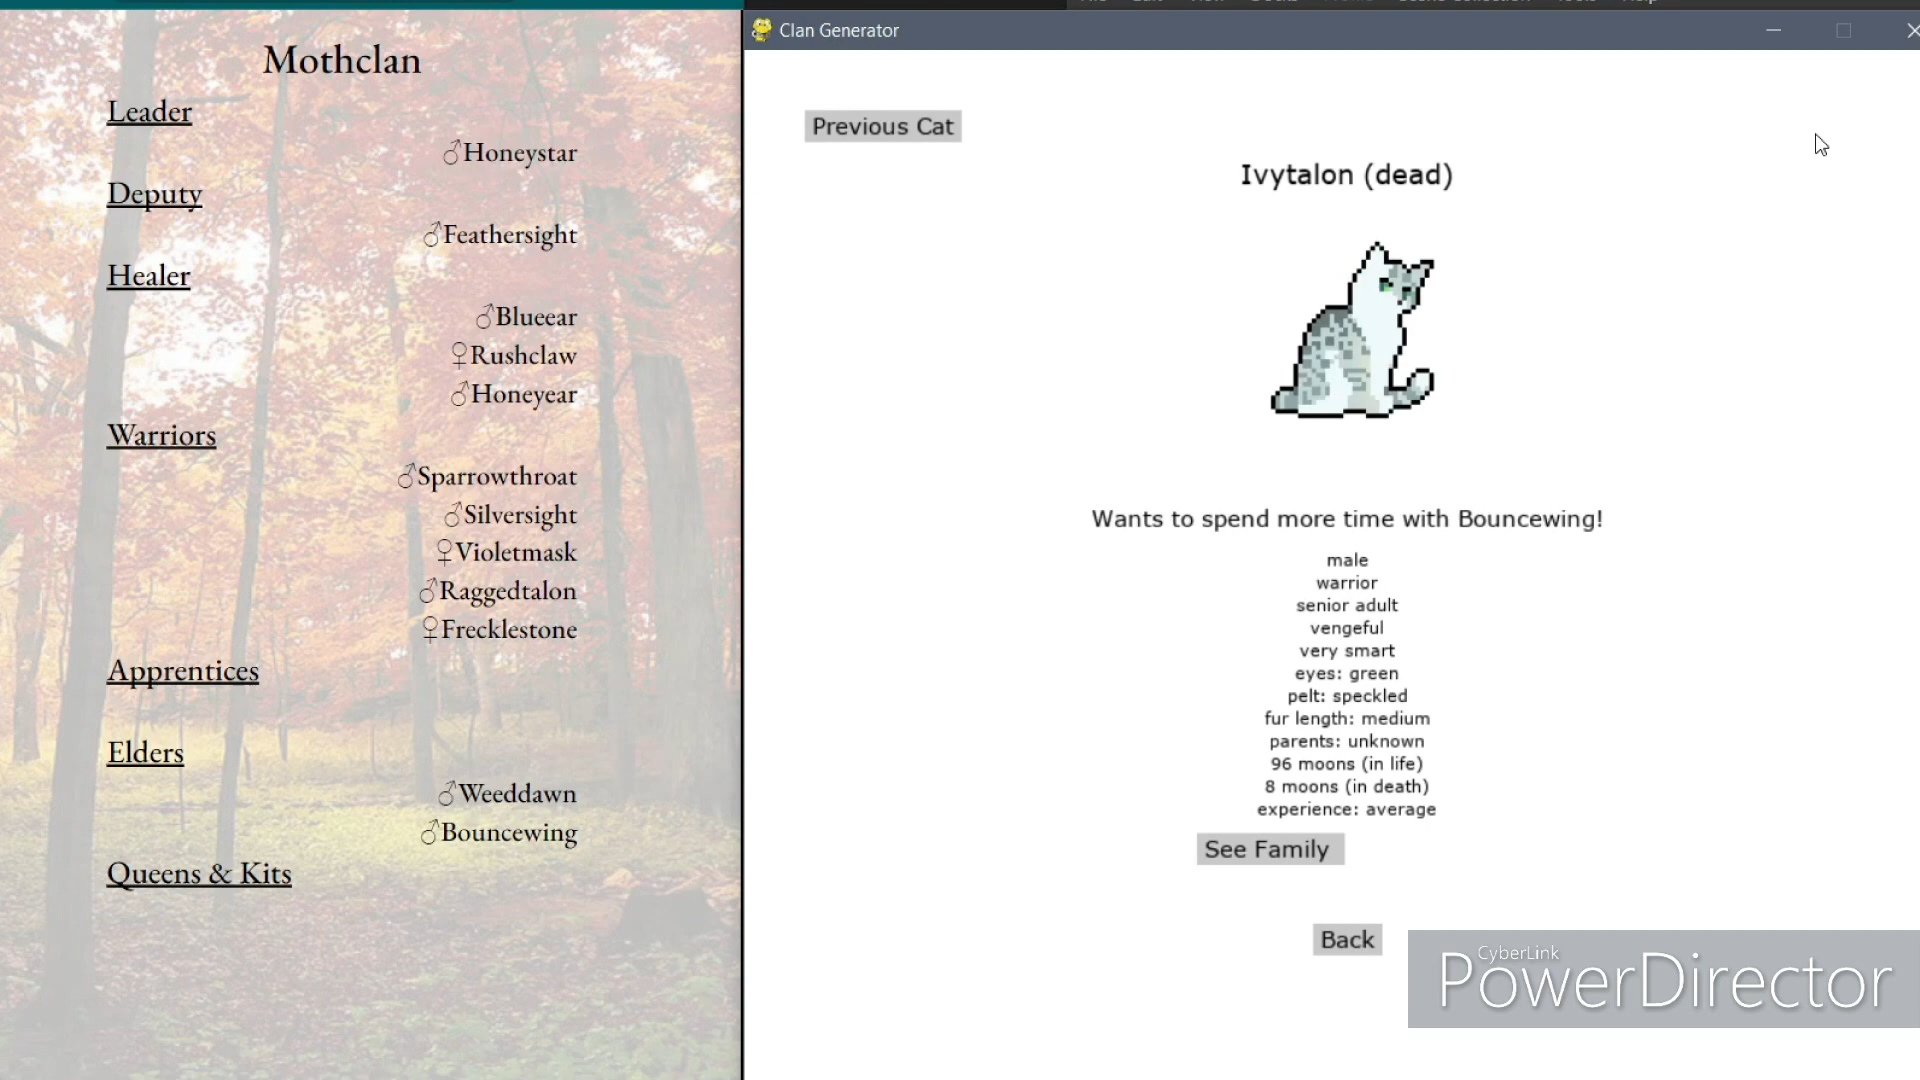 Mothclan
Leader
♂Honeystar
Deputy
♂Feathersight
Healer
♂Blueear
♀Rushclaw
♂Honeyear
Warriors
♂Sparrowthroat
♂Silversight
♀Violetmask
♂Raggedtalon
♀Frecklestone
Apprentices
Elders
♂Weeddawn
♂Bouncewing
Queens & Kits
Clan Generator
Previous Cat
Ivytalon (dead)
Wants to spend more time with Bouncewing!
male
warrior
senior adult
vengeful
very smart
eyes: green
pelt: speckled
fur length: medium
parents: unknown
96 moons (in life)
8 moons (in death)
experience: average
See Family
Back
CyberLink
PowerDirector